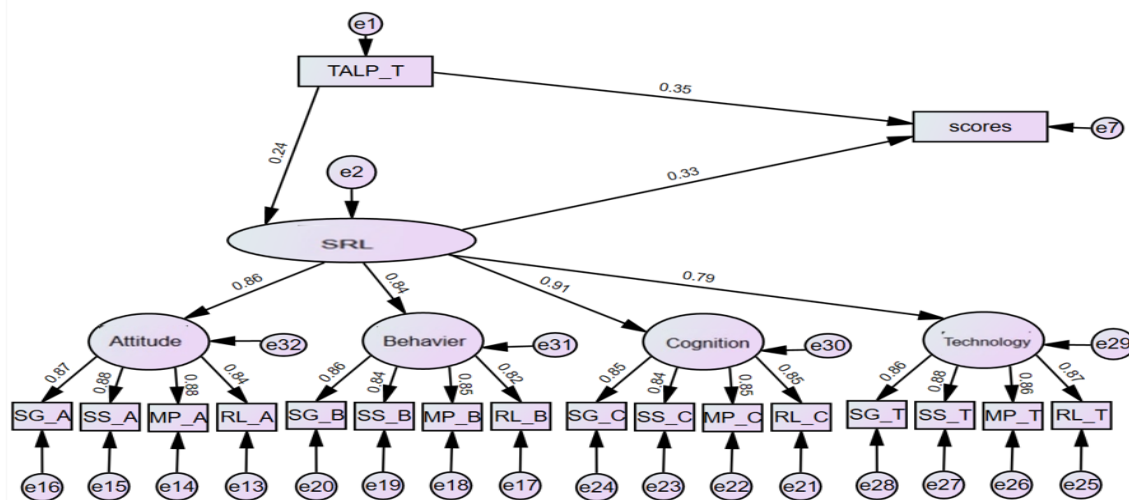 e1
TALP_T
0.35
scores
e7
0.24
e2
0.33
SRL
0.86
0.84
0.91
0.79
Attitude
e32
Behavier
e31
Cognition
e30
Technology
e29
0.87
0.88
0.88
0.84
0.86
0.84
0.85
0.82
0.85
0.84
0.85
0.85
0.86
0.88
0.86
0.87
SG_A
SS_A
MP_A
RL_A
SG_B
SS_B
MP_B
RL_B
SG_C
SS_C
MP_C
RL_C
SG_T
SS_T
MP_T
RL_T
e16
e15
e14
e13
e20
e19
e18
e17
e24
e23
e22
e21
e28
e27
e26
e25